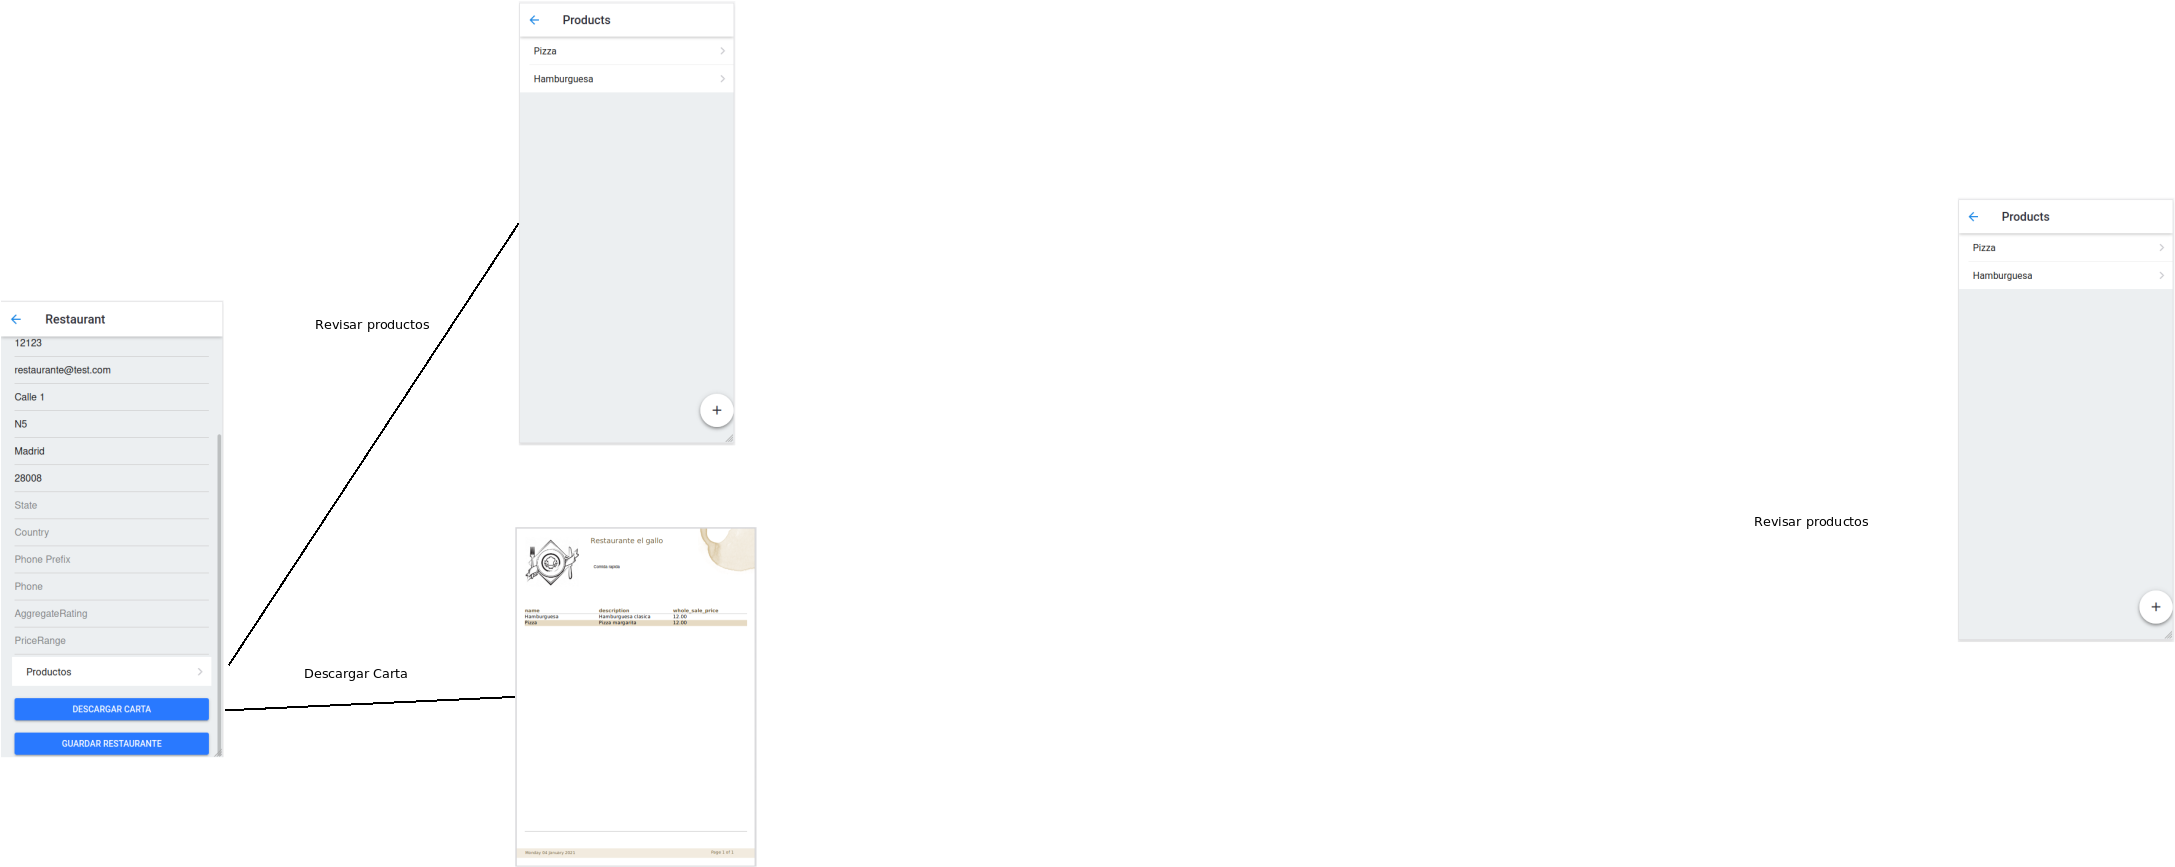 Products
Pizza
Hamburguesa
Revisar productos
Restaurant
12123
restaurante@test.com
Calle 1
N5
Madrid
28008
State
Country
Phone Prefix
Phone
AggregateRating
PriceRange
Productos
DESCARGAR CARTA
GUARDAR RESTAURANTE
Descargar Carta
Restaurante el gallo
Comida rapida
name description whole_sale_price
Hamburguesa Hamburguesa clasica 12.00
Pizza Pizza margarita 12.00
Monday 04 January 2021 Page 1 of 1
Products
Pizza
Hamburguesa
Revisar productos